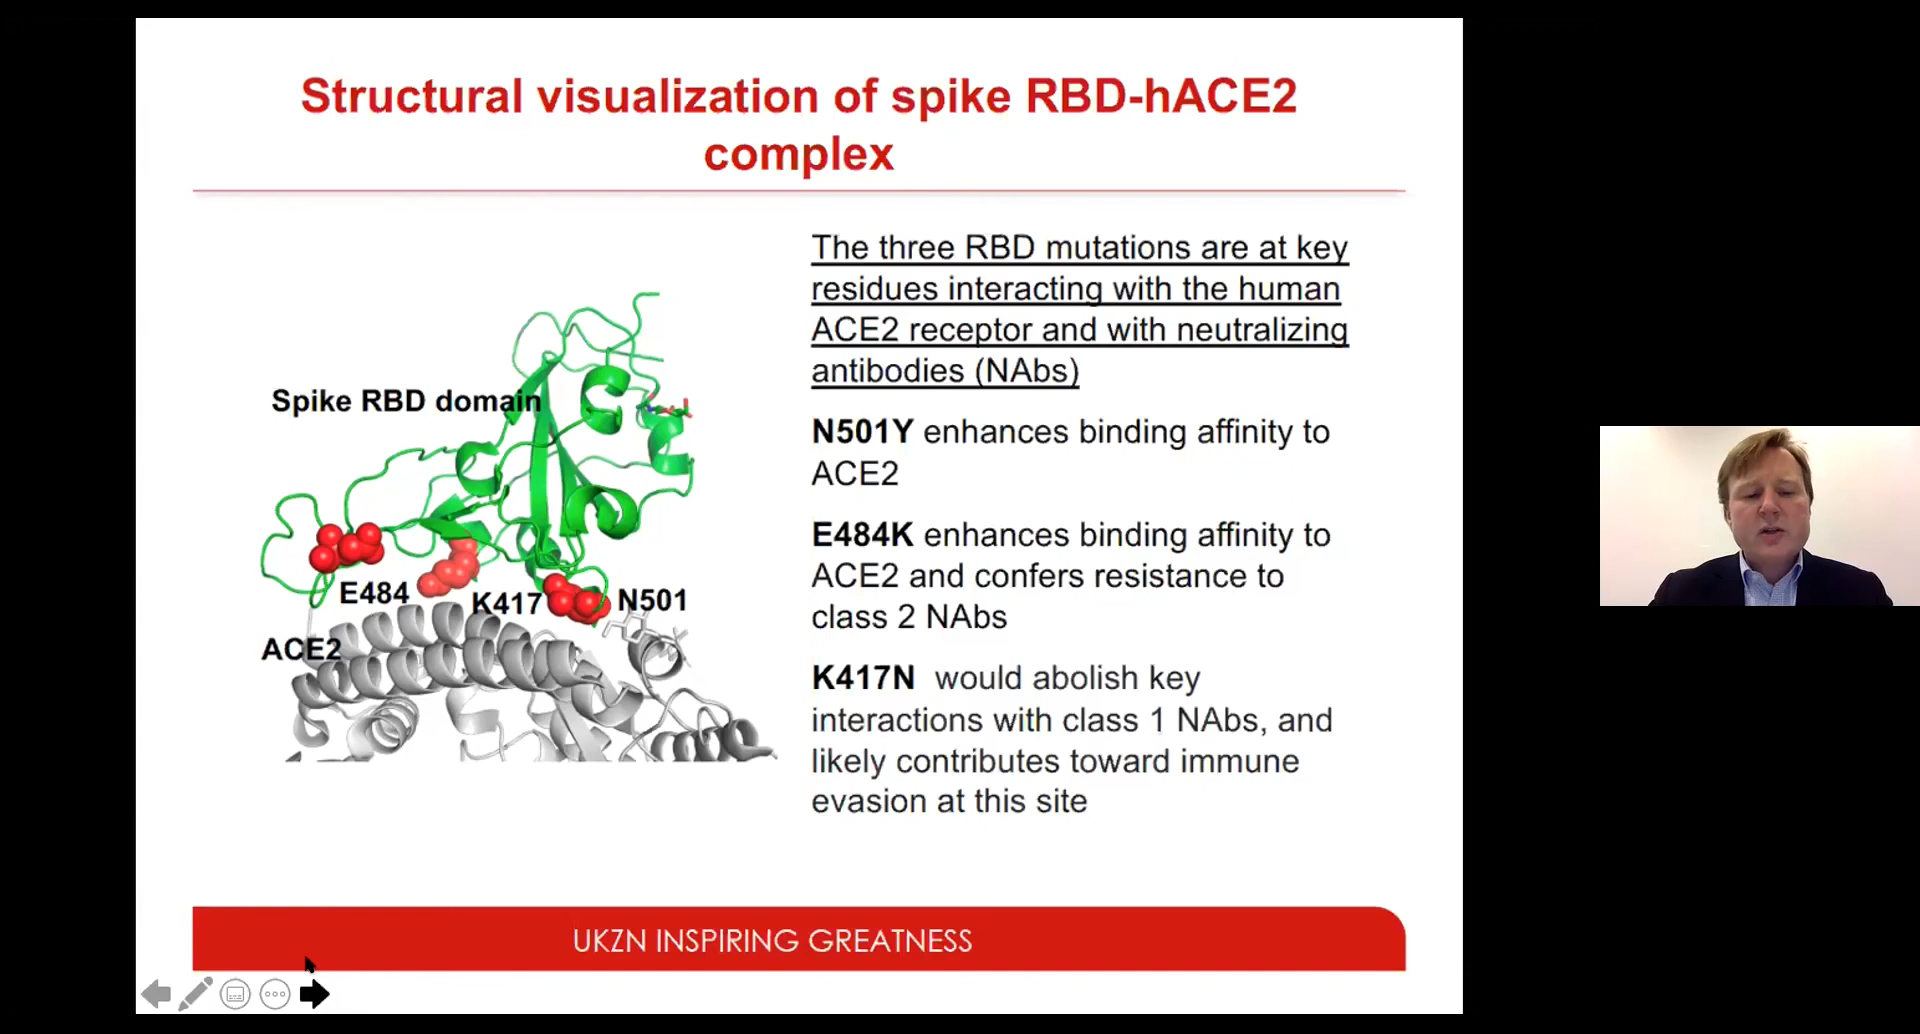 Structural visualization of spike RBD-hACE2
complex
The three RBD mutations are at key
residues interacting with the human
ACE2 receptor and with neutralizing
antibodies (NAbs)
N501Y enhances binding affinity to
ACE2
E484K enhances binding affinity to
ACE2 and confers resistance to
class 2 NAbs
K417N would abolish key
interactions with class 1 NAbs, and
likely contributes toward immune
evasion at this site
Spike RBD domain
E484
K417
N501
ACE2
UKZN INSPIRING GREATNESS